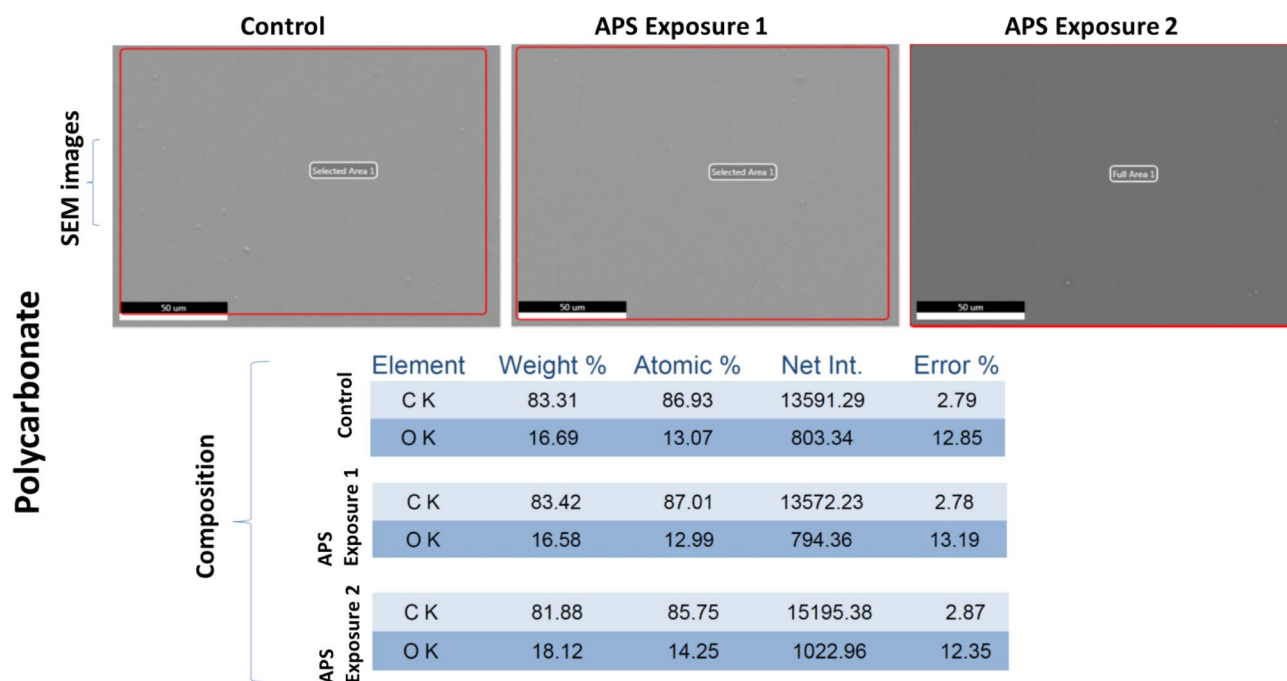 Control
APS Exposure 1
APS Exposure 2
SEM images
Selected Area 1
Selected Area 1
Full Area 1
50 um
50 um
50 um
Polycarbonate
Composition
Element Weight % Atomic % Net Int. Error %
Control
C K 83.31 86.93 13591.29 2.79
O K 16.69 13.07 803.34 12.85
APS
Exposure 1
C K 83.42 87.01 13572.23 2.78
O K 16.58 12.99 794.36 13.19
APS
Exposure 2
C K 81.88 85.75 15195.38 2.87
O K 18.12 14.25 1022.96 12.35